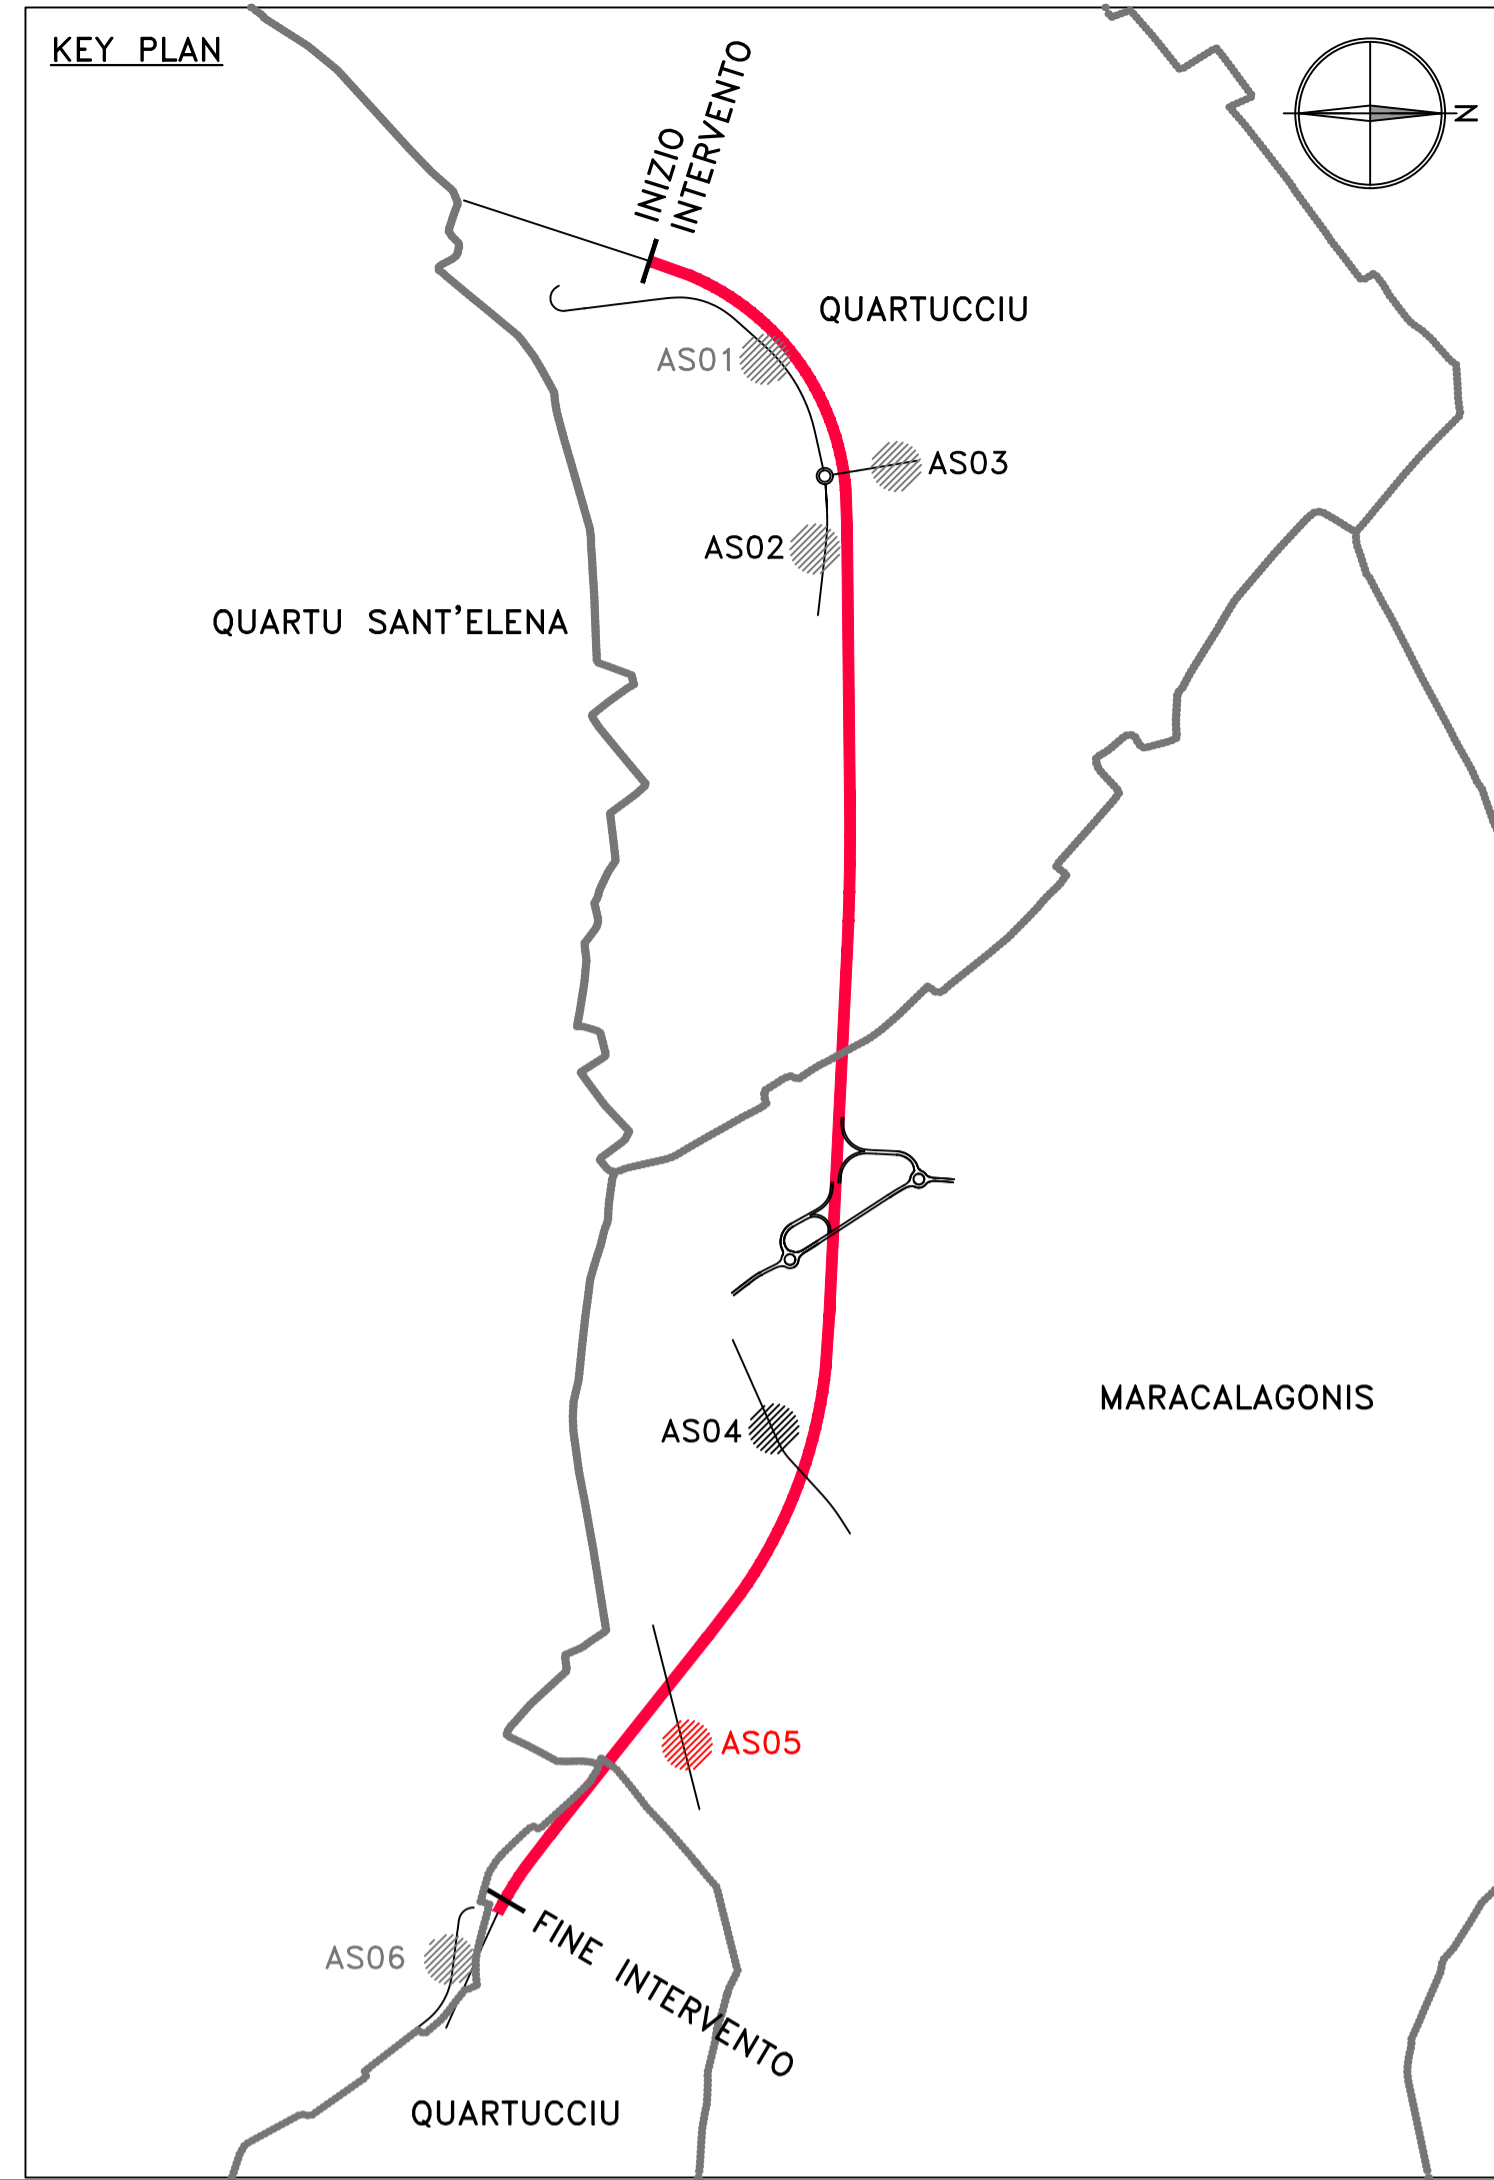 KEY PLAN
N
INIZIO
INTERVENTO
QUARTUCCIU
AS01
AS03
AS02
QUARTU SANT'ELENA
MARACALAGONIS
AS04
AS05
FINE INTERVENTO
AS06
QUARTUCCIU